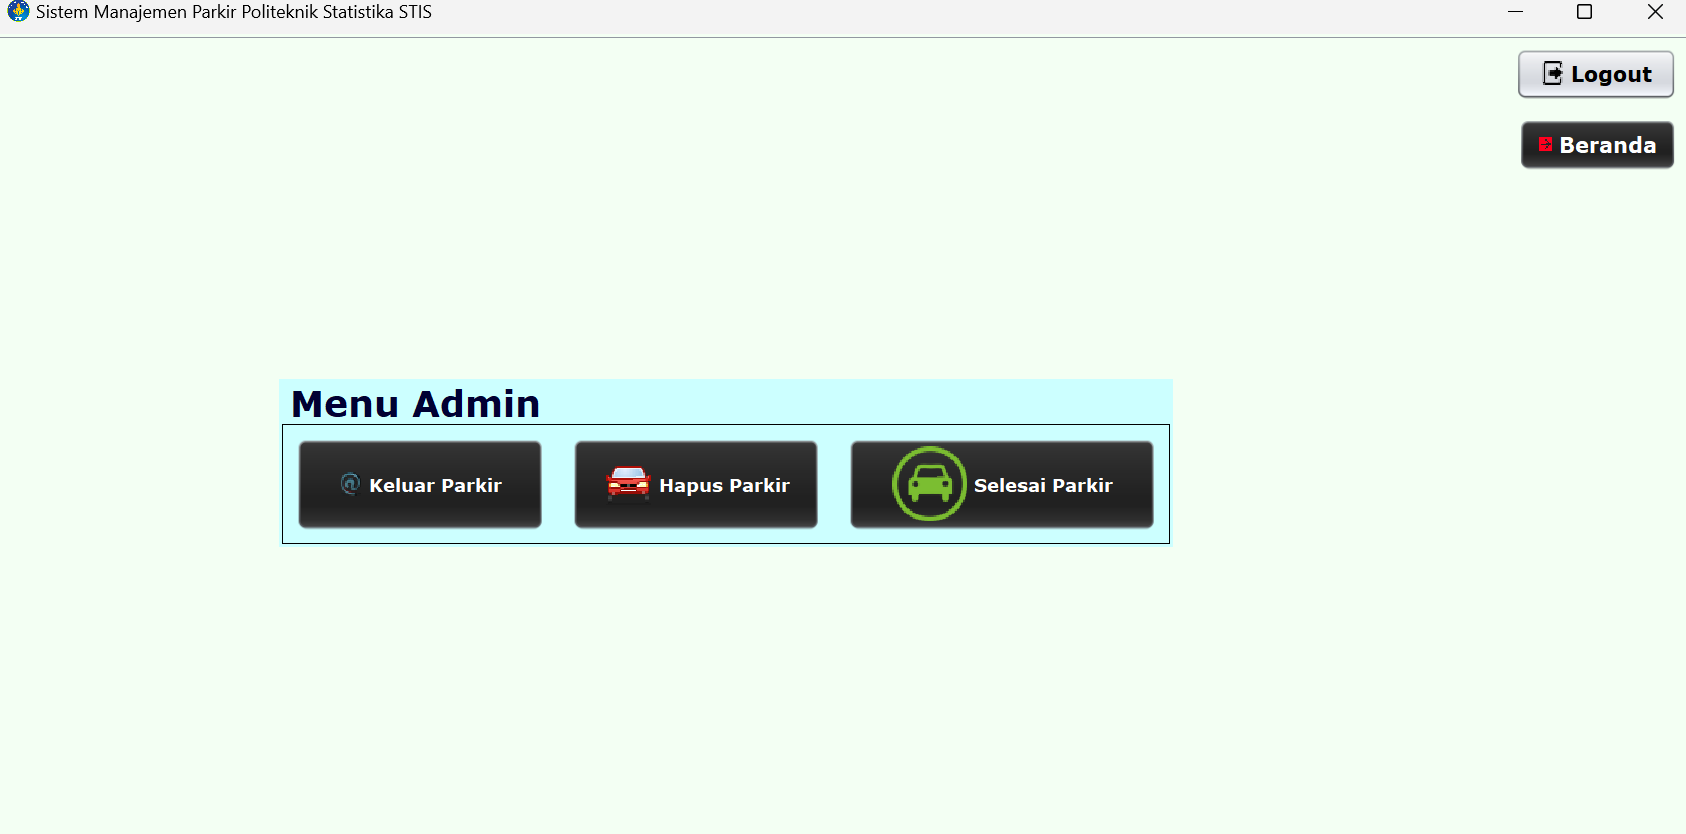 Sistem Manajemen Parkir Politeknik Statistika STIS
Logout
Beranda
Menu Admin
Keluar Parkir
Hapus Parkir
Selesai Parkir